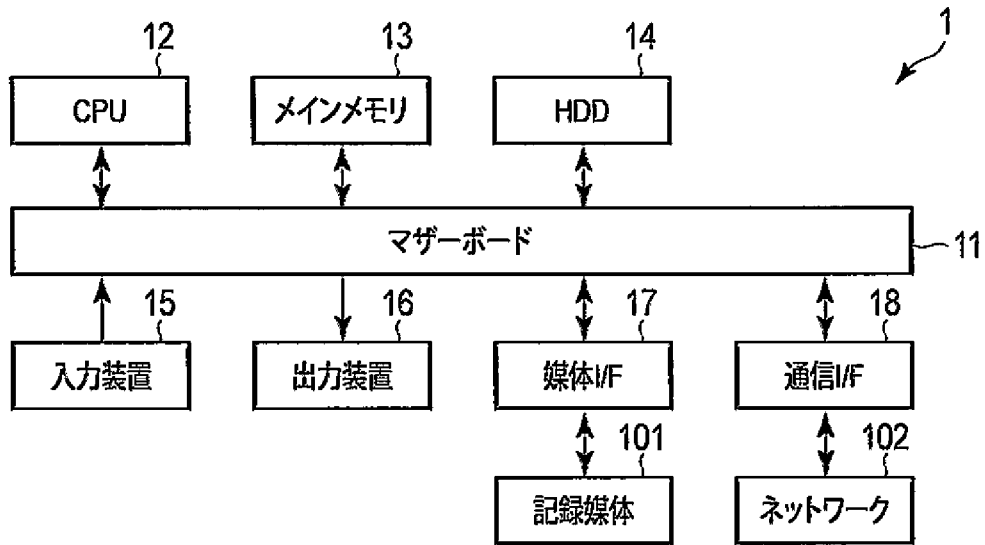 1
12
13
14
CPU
メインメモリ
HDD
マザーボード
11
15
16
17
18
入力装置
出力装置
媒体I/F
通信I/F
101
102
記録媒体
ネットワーク